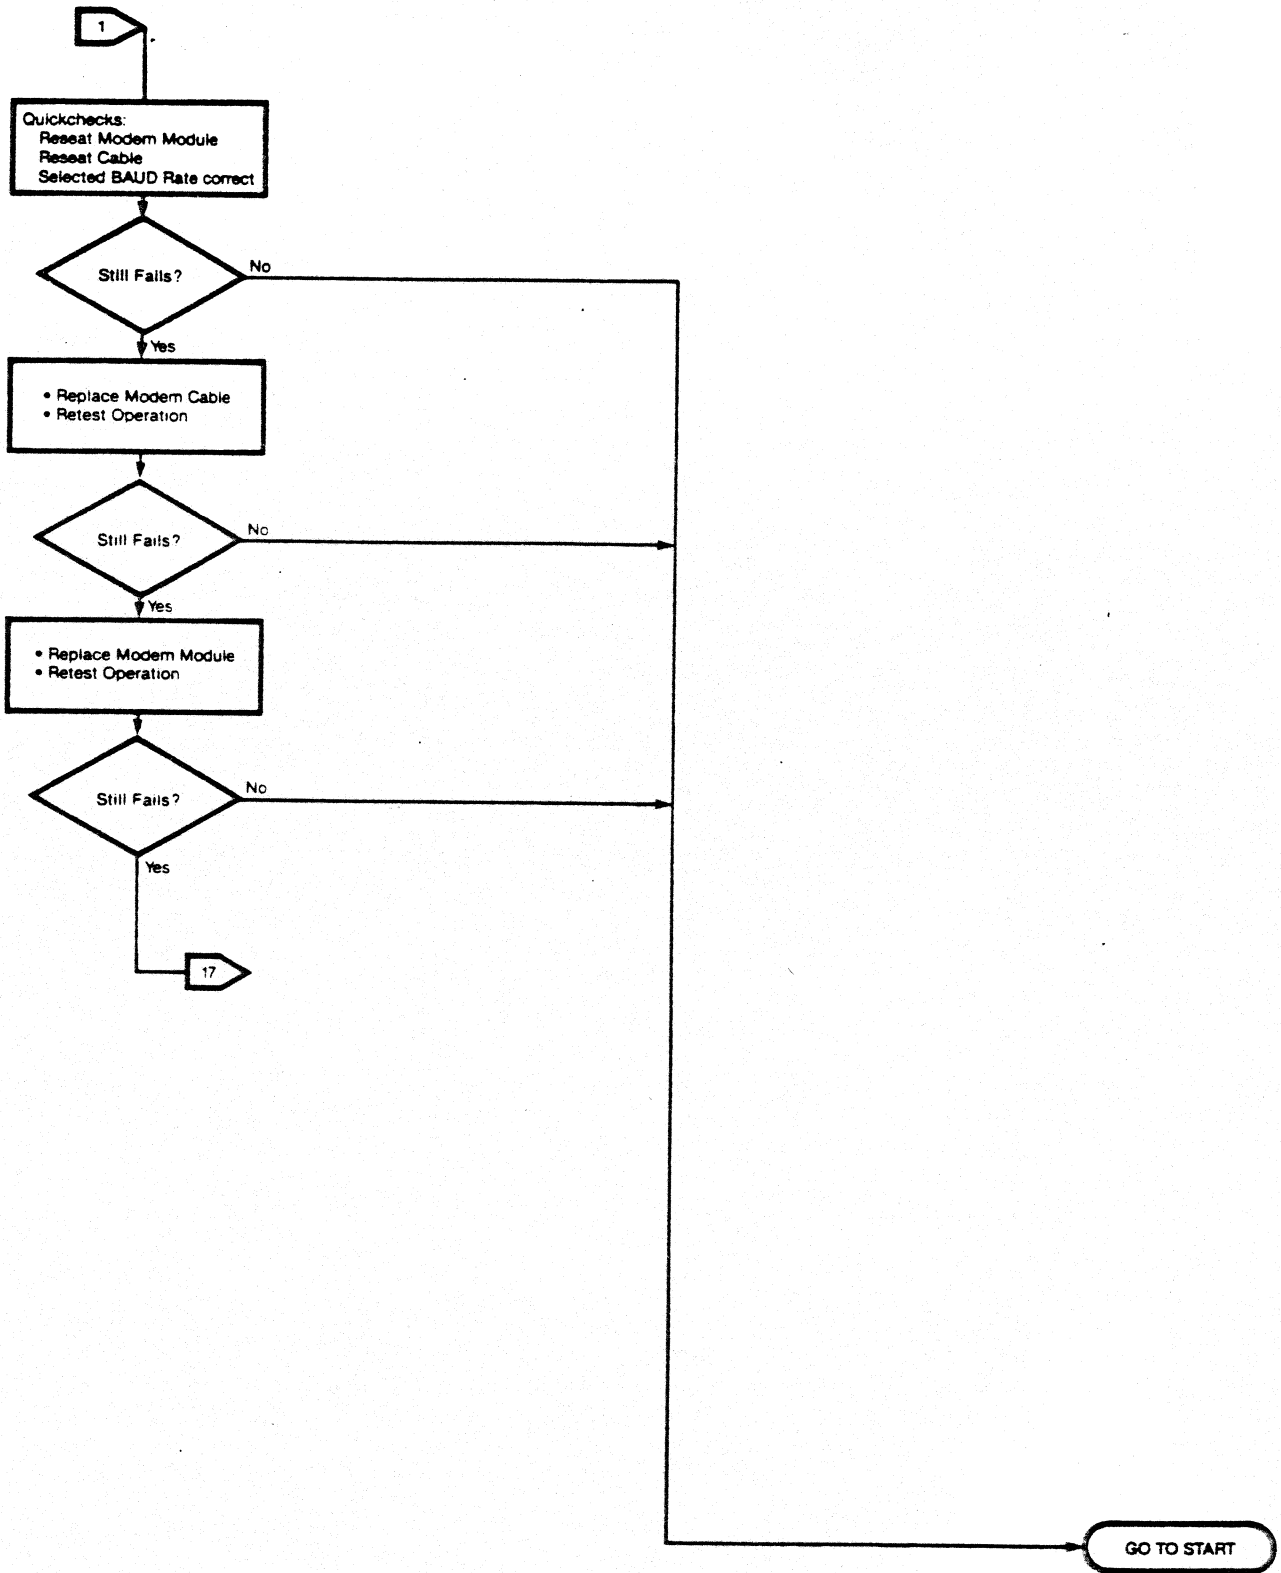 1
Quickchecks:
Reseat Modem Module
Reseat Cable
Selected BAUD Rate correct
Still Fails?
No
Yes
• Replace Modem Cable
• Retest Operation
Still Fails?
No
Yes
• Replace Modem Module
• Retest Operation
Still Fails?
No
Yes
17
GO TO START